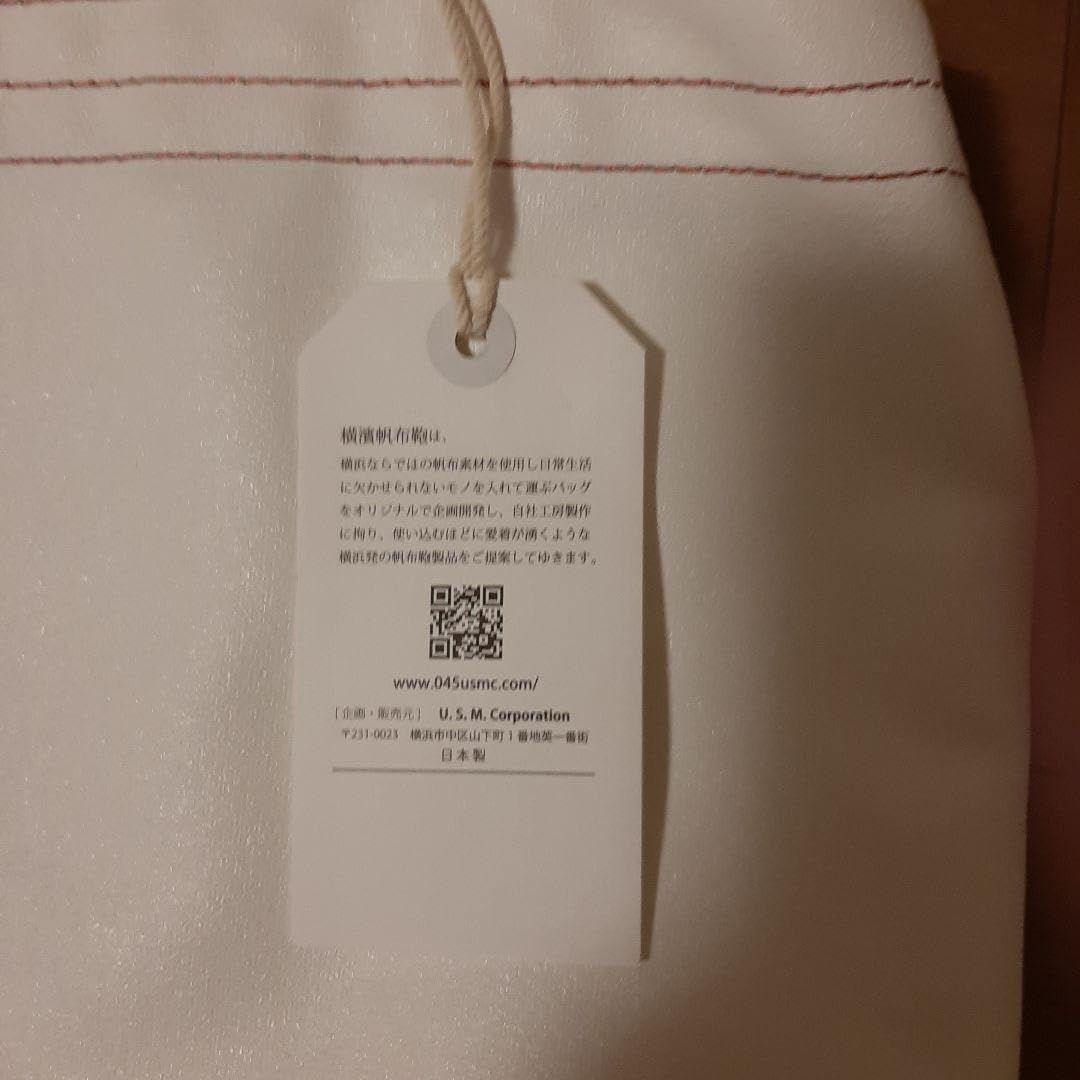 横濱帆布鞄は、
横浜ならではの帆布素材を使用し日常生活
に欠かせられないモノを入れて運ぶバッグ
をオリジナルで企画開発し、自社工房製作
に拘り、使い込むほどに愛着が湧くような
横浜発の帆布鞄製品をご提案してゆきます。
www.045usmc.com/
[企画・販売元] U. S. M. Corporation
〒231-0023 横浜市中区山下町1番地英一番街
日本製